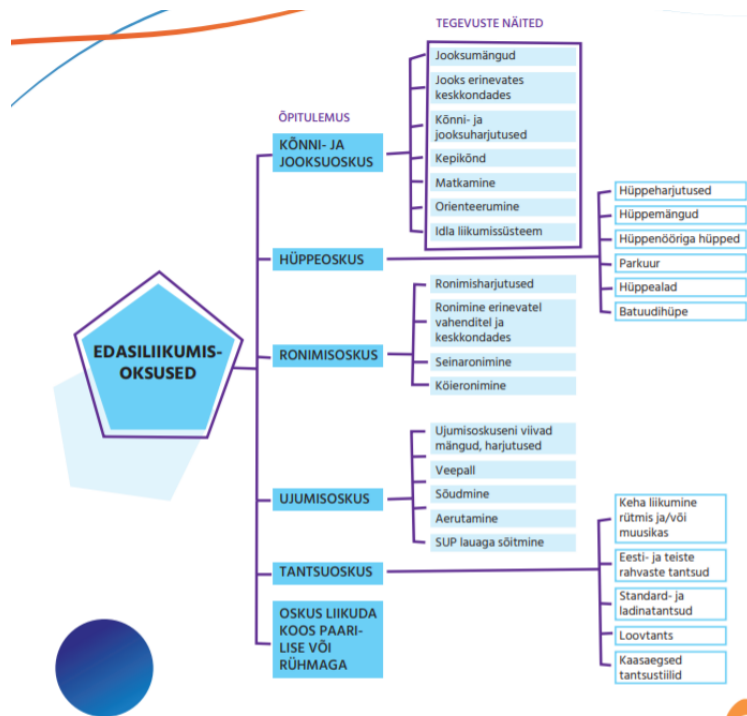 TEGEVUSTE NÄITED
Jooksumängud
Jooks erinevates
keskkondades
ÕPITULEMUS
KÕNNI- JA
JOOKSUOSKUS
Kõnni- ja
jooksuharjutused
Kepikõnd
Matkamine
Orienteerumine
Idla liikumissüsteem
HÜPPEOSKUS
Hüppeharjutused
Hüppemängud
Hüppenööriga hüpped
Parkuur
Hüppealad
Batuudihüpe
EDASILIIKUMIS-
OKSUSED
RONIMISOSKUS
Ronimisharjutused
Ronimine erinevatel
vahenditel ja
keskkondades
Seinaronimine
Köieronimine
UJUMISOSKUS
Ujumisoskuseni viivad
mängud, harjutused
Veepall
Sõudmine
Aerutamine
SUP lauaga sõitmine
TANTSUOSKUS
Keha liikumine
rütmis ja/või
muusikas
Eesti- ja teiste
rahvaste tantsud
Standard- ja
ladinatantsud
Loovtants
Kaasaegsed
tantsustiilid
OSKUS LIIKUDA
KOOS PAARI-
LISE VÕI
RÜHMAGA